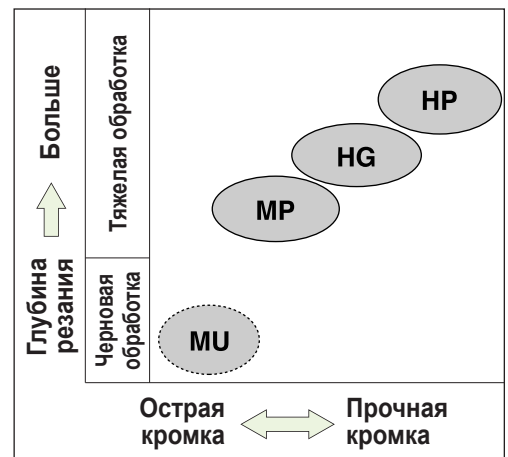 Глубина
резания
Больше
Тяжелая обработка
Черновая
обработка
HP
HG
MP
MU
Острая
кромка
Прочная
кромка